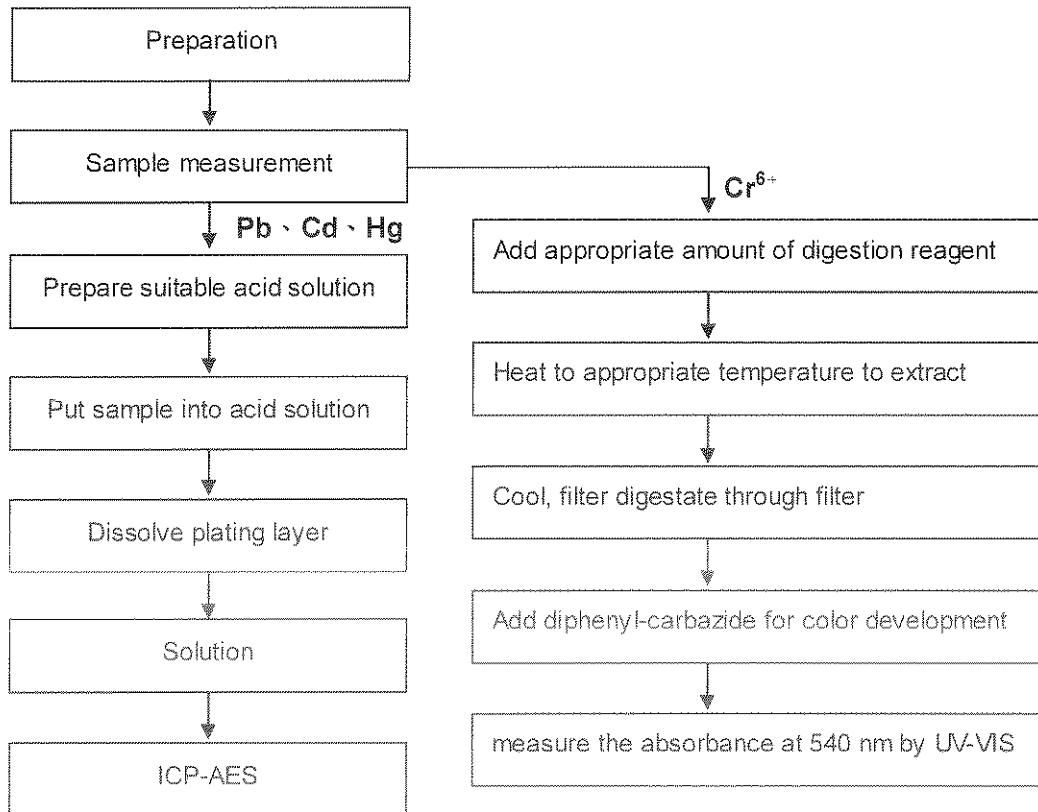 Preparation
Sample measurement
Pb、Cd、Hg
Prepare suitable acid solution
Put sample into acid solution
Dissolve plating layer
Solution
ICP-AES
Cr⁶⁺
Add appropriate amount of digestion reagent
Heat to appropriate temperature to extract
Cool, filter digestate through filter
Add diphenyl-carbazide for color development
measure the absorbance at 540 nm by UV-VIS